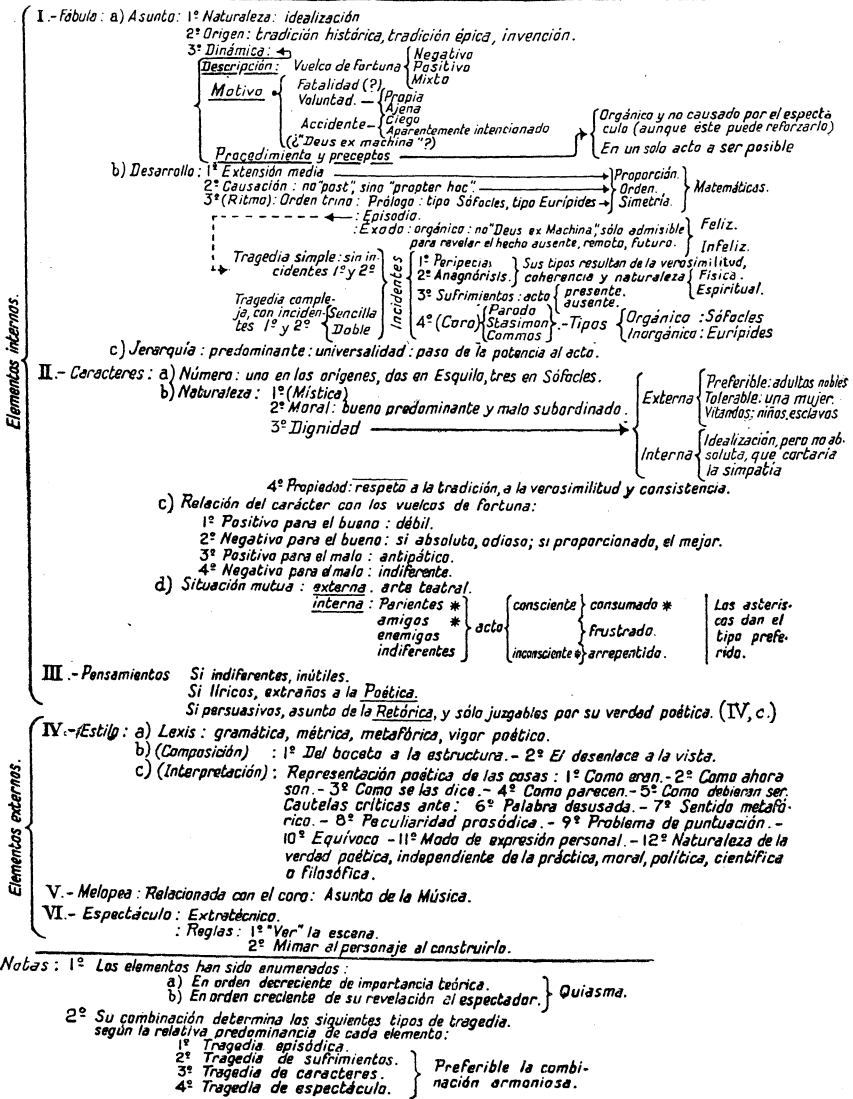 I.-Fábula: a) Asunto: 1º Naturaleza: idealización
2º Origen: tradición histórica, tradición épica, invención.
3º Dinámica:
Descripción: Vuelco de fortuna
Negativo
Positivo
Mixto
Motivo
Fatalidad (?)
Voluntad.—
Propia
Ajena
Accidente—
Ciego
Aparentemente intencionado
(¿"Deus ex machina"?)
Procedimiento y preceptos
Orgánico y no causado por el espectá
culo (aunque éste puede reforzarlo)
En un solo acto a ser posible
b) Desarrollo: 1º Extensión media
Proporción.
2º Causación: no "post", sino "propter hoc".
Orden.
Matemáticas.
3º (Ritmo): Orden trino: Prólogo: tipo Sófocles, tipo Eurípides
Simetría.
: Episodio.
: Exodo: orgánico: no "Deus ex Machina", sólo admisible
para revelar el hecho ausente, remoto, futuro.
Feliz.
Infeliz.
Tragedia simple: sin in-
cidentes 1º y 2º
Tragedia comple-
ja, con inciden-
tes 1º y 2º
Sencilla
Doble
Incidentes
1º Peripecia
2º Anagnórisis.
Sus tipos resultan de la verosimilitud,
coherencia y naturaleza
Física.
Espiritual.
3º Sufrimientos: acto
presente.
ausente.
4º (Coro)
Parodo
Stasimon
Commos
.-Tipos
Orgánico: Sófocles
Inorgánico: Eurípides
c) Jerarquía: predominante: universalidad: paso de la potencia al acto.
Elementos internos.
II.- Caracteres: a) Número: uno en los orígenes, dos en Esquilo, tres en Sófocles.
b) Naturaleza: 1º (Mística)
2º Moral: bueno predominante y malo subordinado.
3º Dignidad
Externa
Preferible: adultos nobles
Tolerable: una mujer.
Vitandos: niños, esclavos
Interna
Idealización, pero no ab-
soluta, que cortaría
la simpatía
4º Propiedad: respeto a la tradición, a la verosimilitud y consistencia.
c) Relación del carácter con los vuelcos de fortuna:
1º Positivo para el bueno: débil.
2º Negativo para el bueno: si absoluto, odioso; si proporcionado, el mejor.
3º Positivo para el malo: antipático.
4º Negativo para el malo: indiferente.
d) Situación mutua: externa. arte teatral.
interna: Parientes *
amigos *
enemigos
indiferentes
acto
consciente
inconsciente *
consumado *
frustrado.
arrepentido.
Los asteris-
cos dan el
tipo prefe-
rido.
III.-Pensamientos Si indiferentes, inútiles.
Si líricos, extraños a la Poética.
Si persuasivos, asunto de la Retórica, y sólo juzgables por su verdad poética. (IV, c.)
IV.-Estilo: a) Lexis: gramática, métrica, metafórica, vigor poético.
b) (Composición) : 1º Del boceto a la estructura.- 2º El desenlace a la vista.
c) (Interpretación): Representación poética de las cosas: 1º Como eran.- 2º Como ahora
son.- 3º Como se las dice.- 4º Como parecen.- 5º Como debieran ser.
Cautelas críticas ante: 6º Palabra desusada.- 7º Sentido metafó-
rico.- 8º Peculiaridad prosódica.- 9º Problema de puntuación.-
10º Equívoco -11º Modo de expresión personal.- 12º Naturaleza de la
verdad poética, independiente de la práctica, moral, política, científica
o filosófica.
Elementos externos.
V.- Melopea: Relacionada con el coro: Asunto de la Música.
VI.- Espectáculo: Extratécnico.
: Reglas: 1º "Ver" la escena.
2º Mimar al personaje al construirlo.
Notas: 1º Los elementos han sido enumerados:
a) En orden decreciente de importancia teórica.
b) En orden creciente de su revelación al espectador.
Quiasma.
2º Su combinación determina los siguientes tipos de tragedia.
según la relativa predominancia de cada elemento:
1º Tragedia episódica.
2º Tragedia de sufrimientos.
3º Tragedia de caracteres.
4º Tragedia de espectáculo.
Preferible la combi-
nación armoniosa.